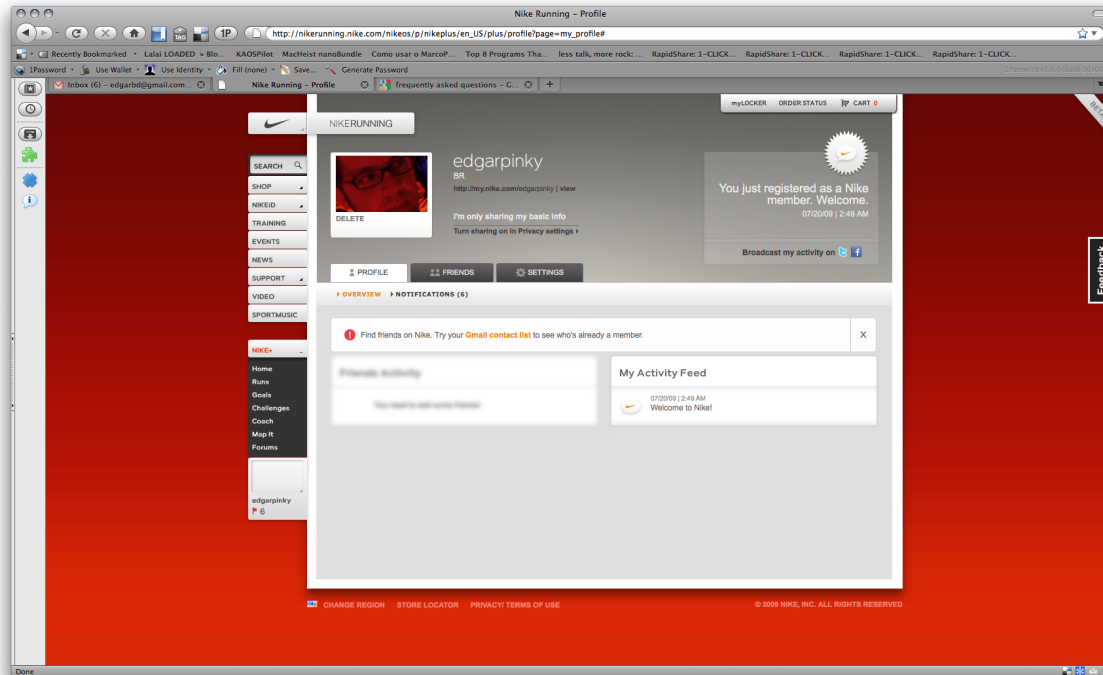 Nike Running – Profile
http://nikerunning.nike.com/nikeos/p/nikeplus/en_US/plus/profile?page=my_profile#
TAG
1P
Recently Bookmarked
Lalai LOADED » Blo...
KAOSPilot
MacHeist nanoBundle
Como usar o MarcoP...
Top 8 Programs Tha...
less talk, more rock: ...
RapidShare: 1-CLICK...
RapidShare: 1-CLICK...
RapidShare: 1-CLICK...
RapidShare: 1-CLICK...
1Password
Use Wallet
Use Identity
Fill (none)
Save...
Generate Password
Inbox (6) – edgarbd@gmail.com...
Nike Running – Profile
frequently asked questions – G...
myLOCKER
ORDER STATUS
CART 0
BETA
NIKERUNNING
SEARCH
SHOP
NIKEiD
TRAINING
EVENTS
NEWS
SUPPORT
VIDEO
SPORTMUSIC
NIKE+
Home
Runs
Goals
Challenges
Coach
Map It
Forums
edgarpinky
6
DELETE
edgarpinky
BR
http://my.nike.com/edgarpinky | view
I'm only sharing my basic info
Turn sharing on in Privacy settings
You just registered as a Nike
member. Welcome.
07/20/09 | 2:49 AM
Broadcast my activity on
Feedback
PROFILE
FRIENDS
SETTINGS
OVERVIEW
NOTIFICATIONS (6)
Find friends on Nike. Try your Gmail contact list to see who's already a member.
X
Friends Activity
You need to add some friends!
My Activity Feed
07/20/09 | 2:49 AM
Welcome to Nike!
CHANGE REGION
STORE LOCATOR
PRIVACY/ TERMS OF USE
© 2009 NIKE, INC. ALL RIGHTS RESERVED
Done